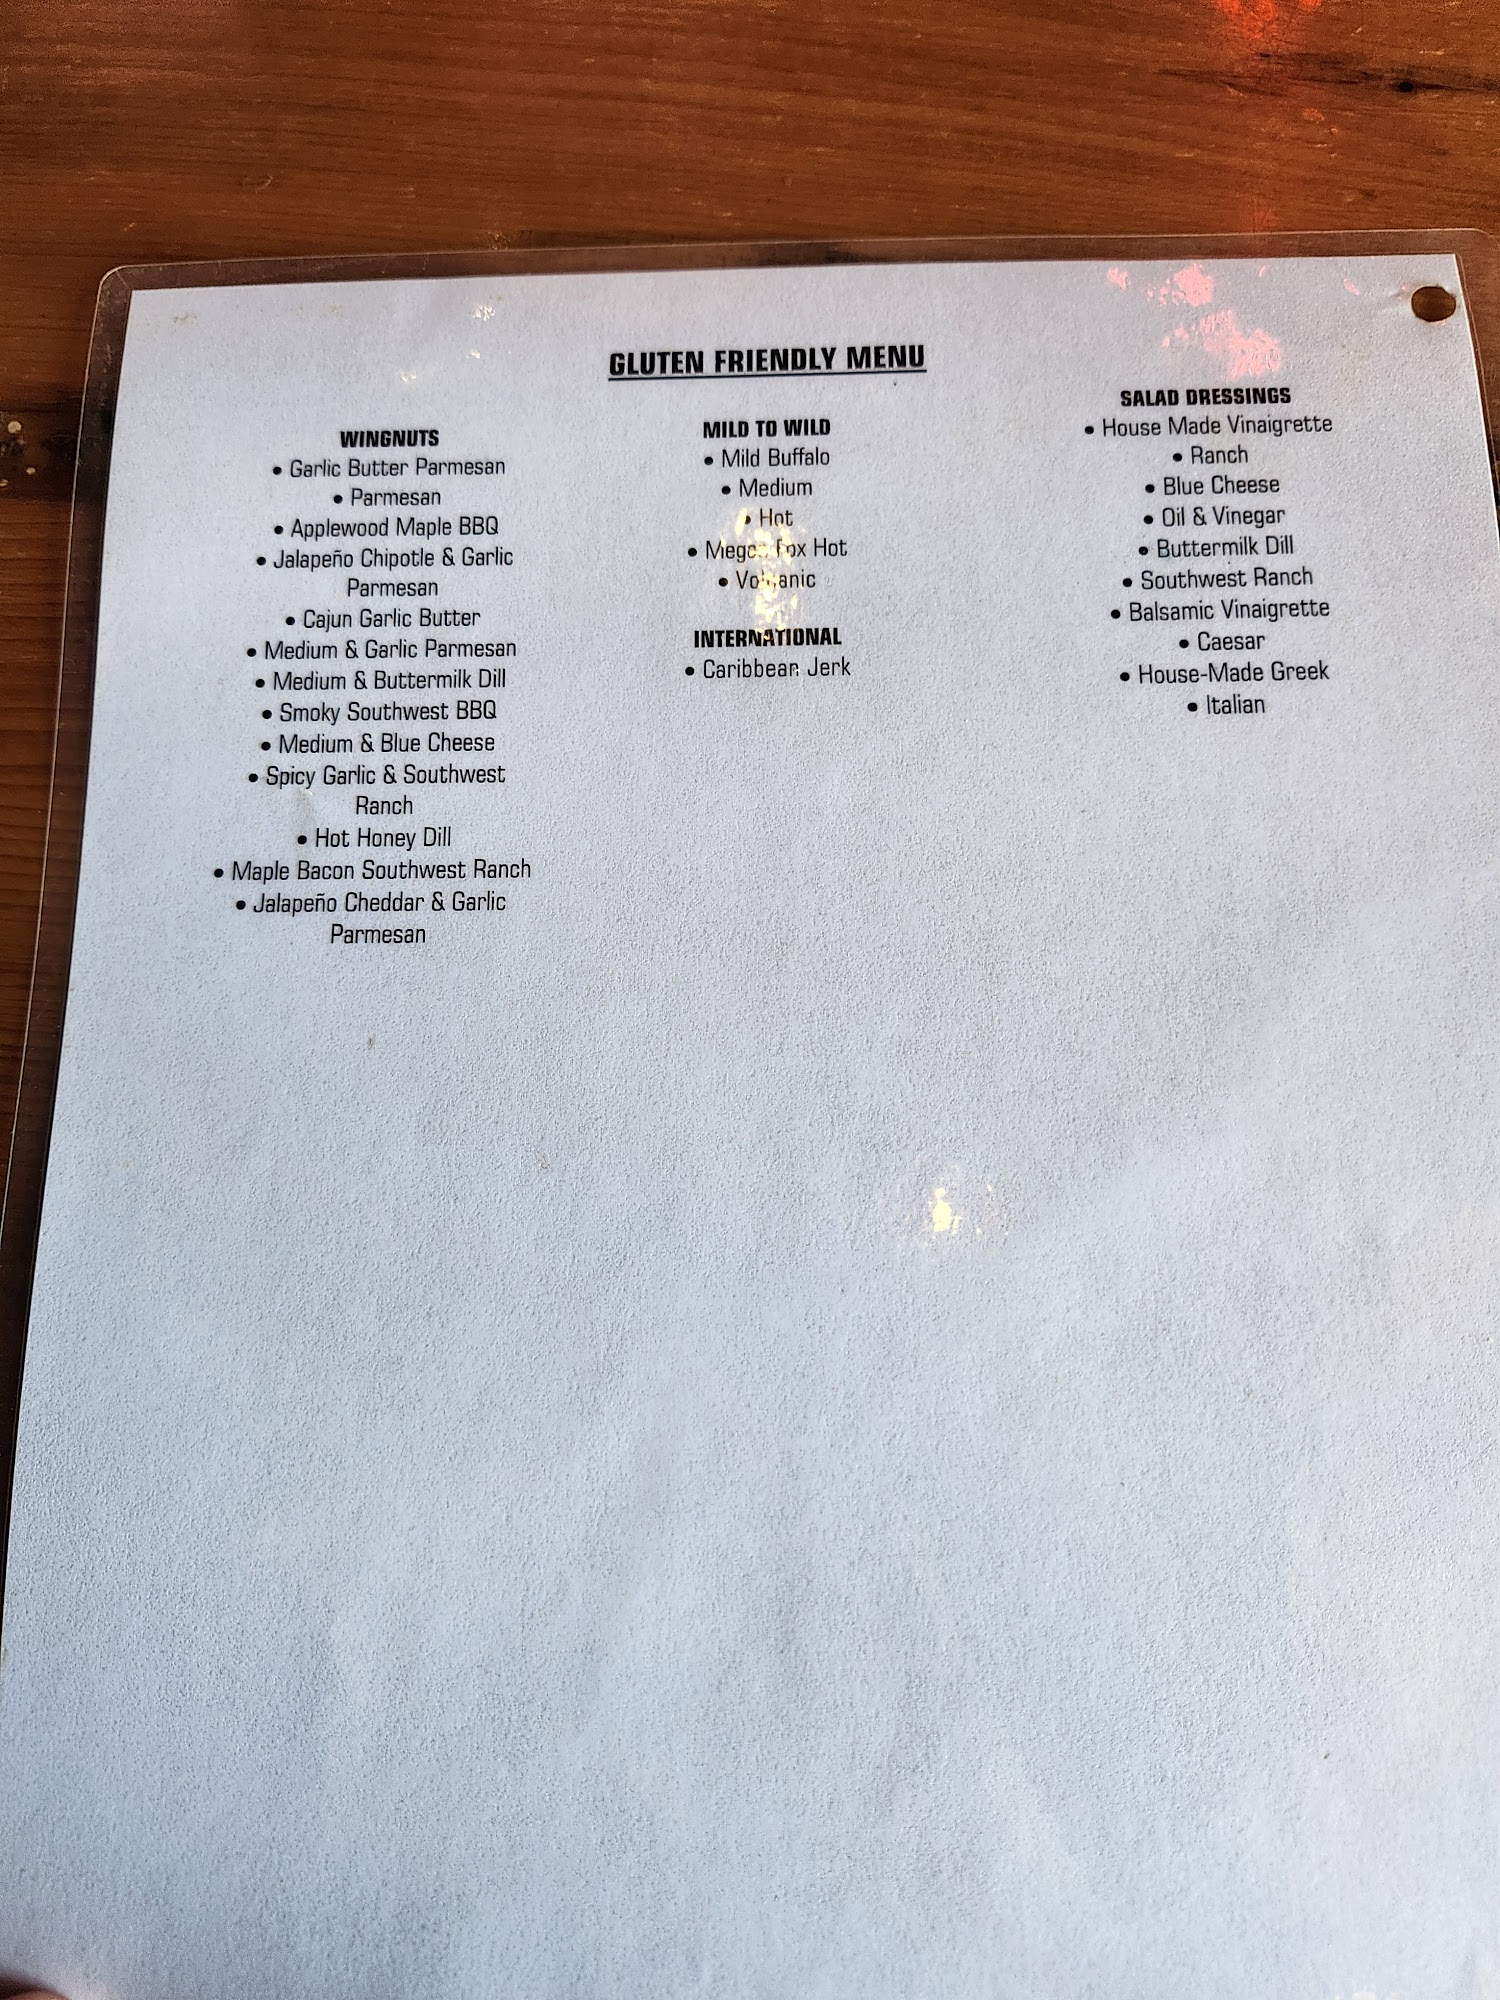 GLUTEN FRIENDLY MENU
WINGNUTS
• Garlic Butter Parmesan
• Parmesan
• Applewood Maple BBQ
• Jalapeño Chipotle & Garlic
Parmesan
• Cajun Garlic Butter
• Medium & Garlic Parmesan
• Medium & Buttermilk Dill
• Smoky Southwest BBQ
• Medium & Blue Cheese
• Spicy Garlic & Southwest
Ranch
• Hot Honey Dill
• Maple Bacon Southwest Ranch
• Jalapeño Cheddar & Garlic
Parmesan
MILD TO WILD
• Mild Buffalo
• Medium
• Hot
• Megan Fox Hot
• Volcanic
INTERNATIONAL
• Caribbean Jerk
SALAD DRESSINGS
• House Made Vinaigrette
• Ranch
• Blue Cheese
• Oil & Vinegar
• Buttermilk Dill
• Southwest Ranch
• Balsamic Vinaigrette
• Caesar
• House-Made Greek
• Italian